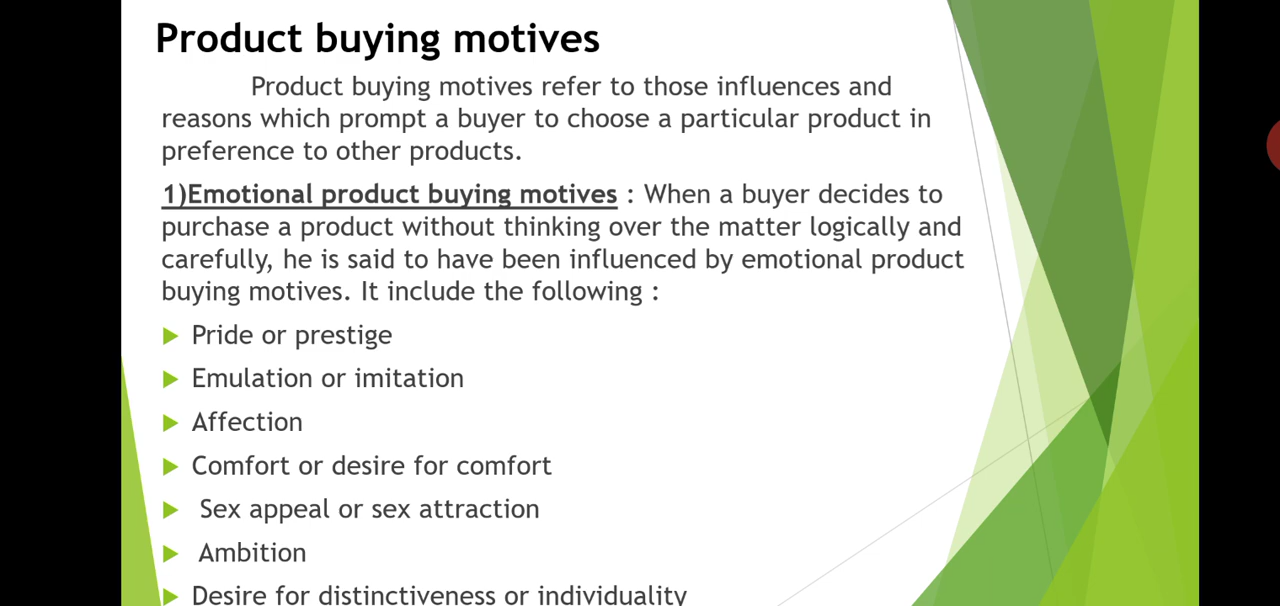 Product buying motives
Product buying motives refer to those influences and
reasons which prompt a buyer to choose a particular product in
preference to other products.
1)Emotional product buying motives : When a buyer decides to
purchase a product without thinking over the matter logically and
carefully, he is said to have been influenced by emotional product
buying motives. It include the following :
Pride or prestige
Emulation or imitation
Affection
Comfort or desire for comfort
Sex appeal or sex attraction
Ambition
Desire for distinctiveness or individuality